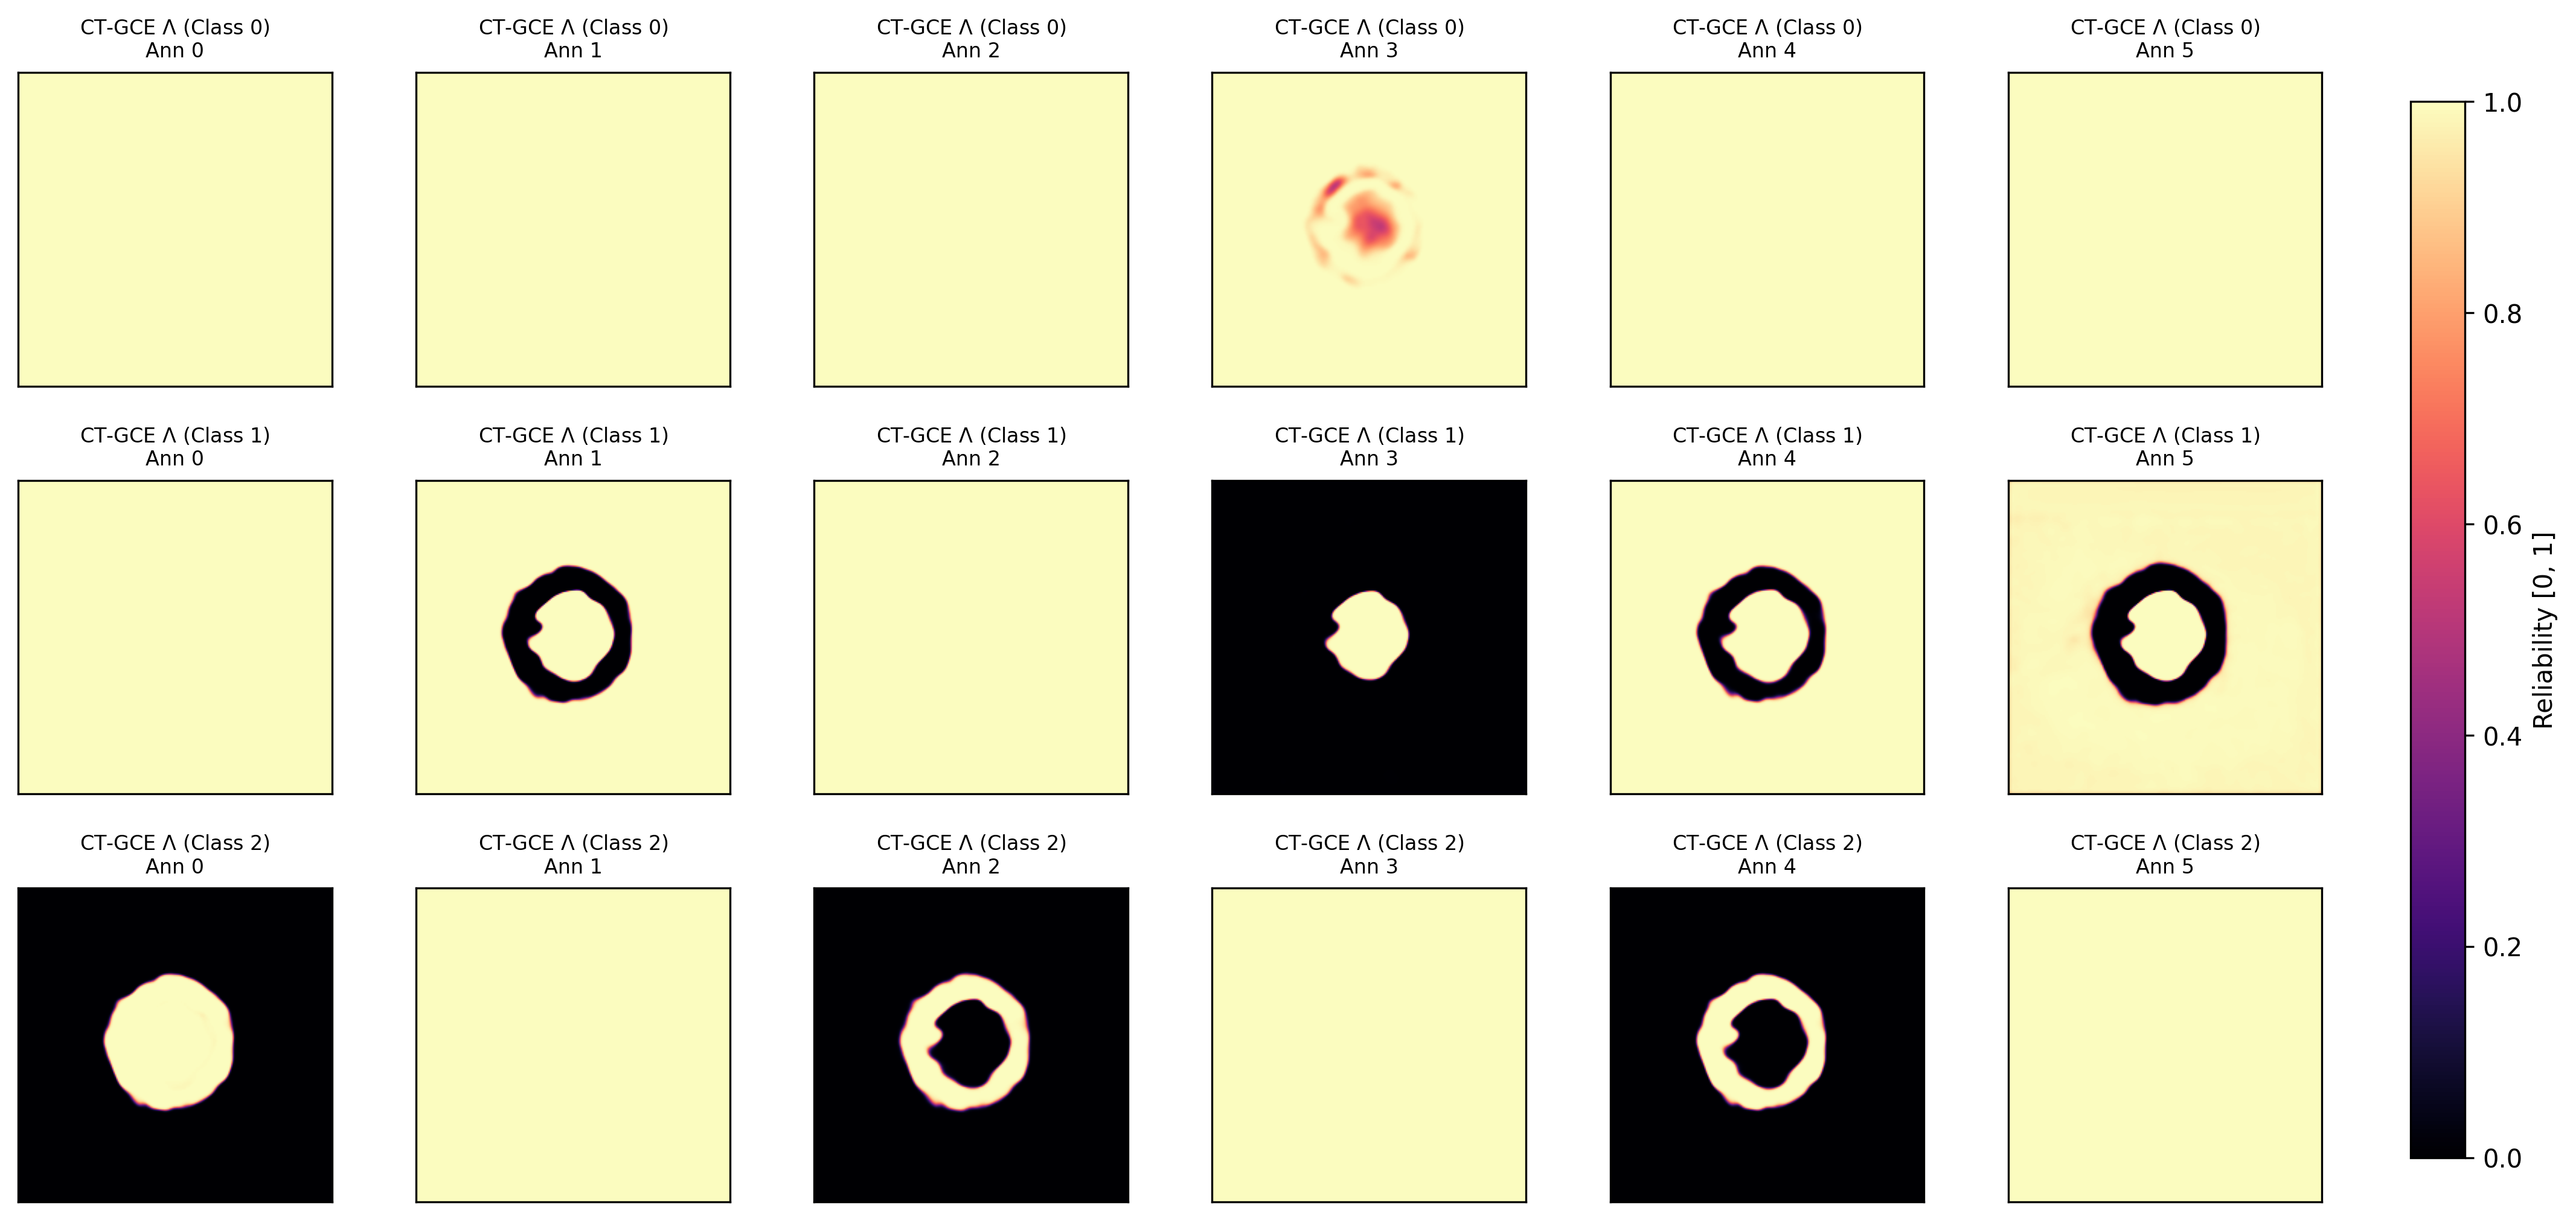 CT-GCE Λ (Class 0)
Ann 0
CT-GCE Λ (Class 0)
Ann 1
CT-GCE Λ (Class 0)
Ann 2
CT-GCE Λ (Class 0)
Ann 3
CT-GCE Λ (Class 0)
Ann 4
CT-GCE Λ (Class 0)
Ann 5
CT-GCE Λ (Class 1)
Ann 0
CT-GCE Λ (Class 1)
Ann 1
CT-GCE Λ (Class 1)
Ann 2
CT-GCE Λ (Class 1)
Ann 3
CT-GCE Λ (Class 1)
Ann 4
CT-GCE Λ (Class 1)
Ann 5
CT-GCE Λ (Class 2)
Ann 0
CT-GCE Λ (Class 2)
Ann 1
CT-GCE Λ (Class 2)
Ann 2
CT-GCE Λ (Class 2)
Ann 3
CT-GCE Λ (Class 2)
Ann 4
CT-GCE Λ (Class 2)
Ann 5
1.0
0.8
0.6
0.4
0.2
0.0
Reliability [0, 1]